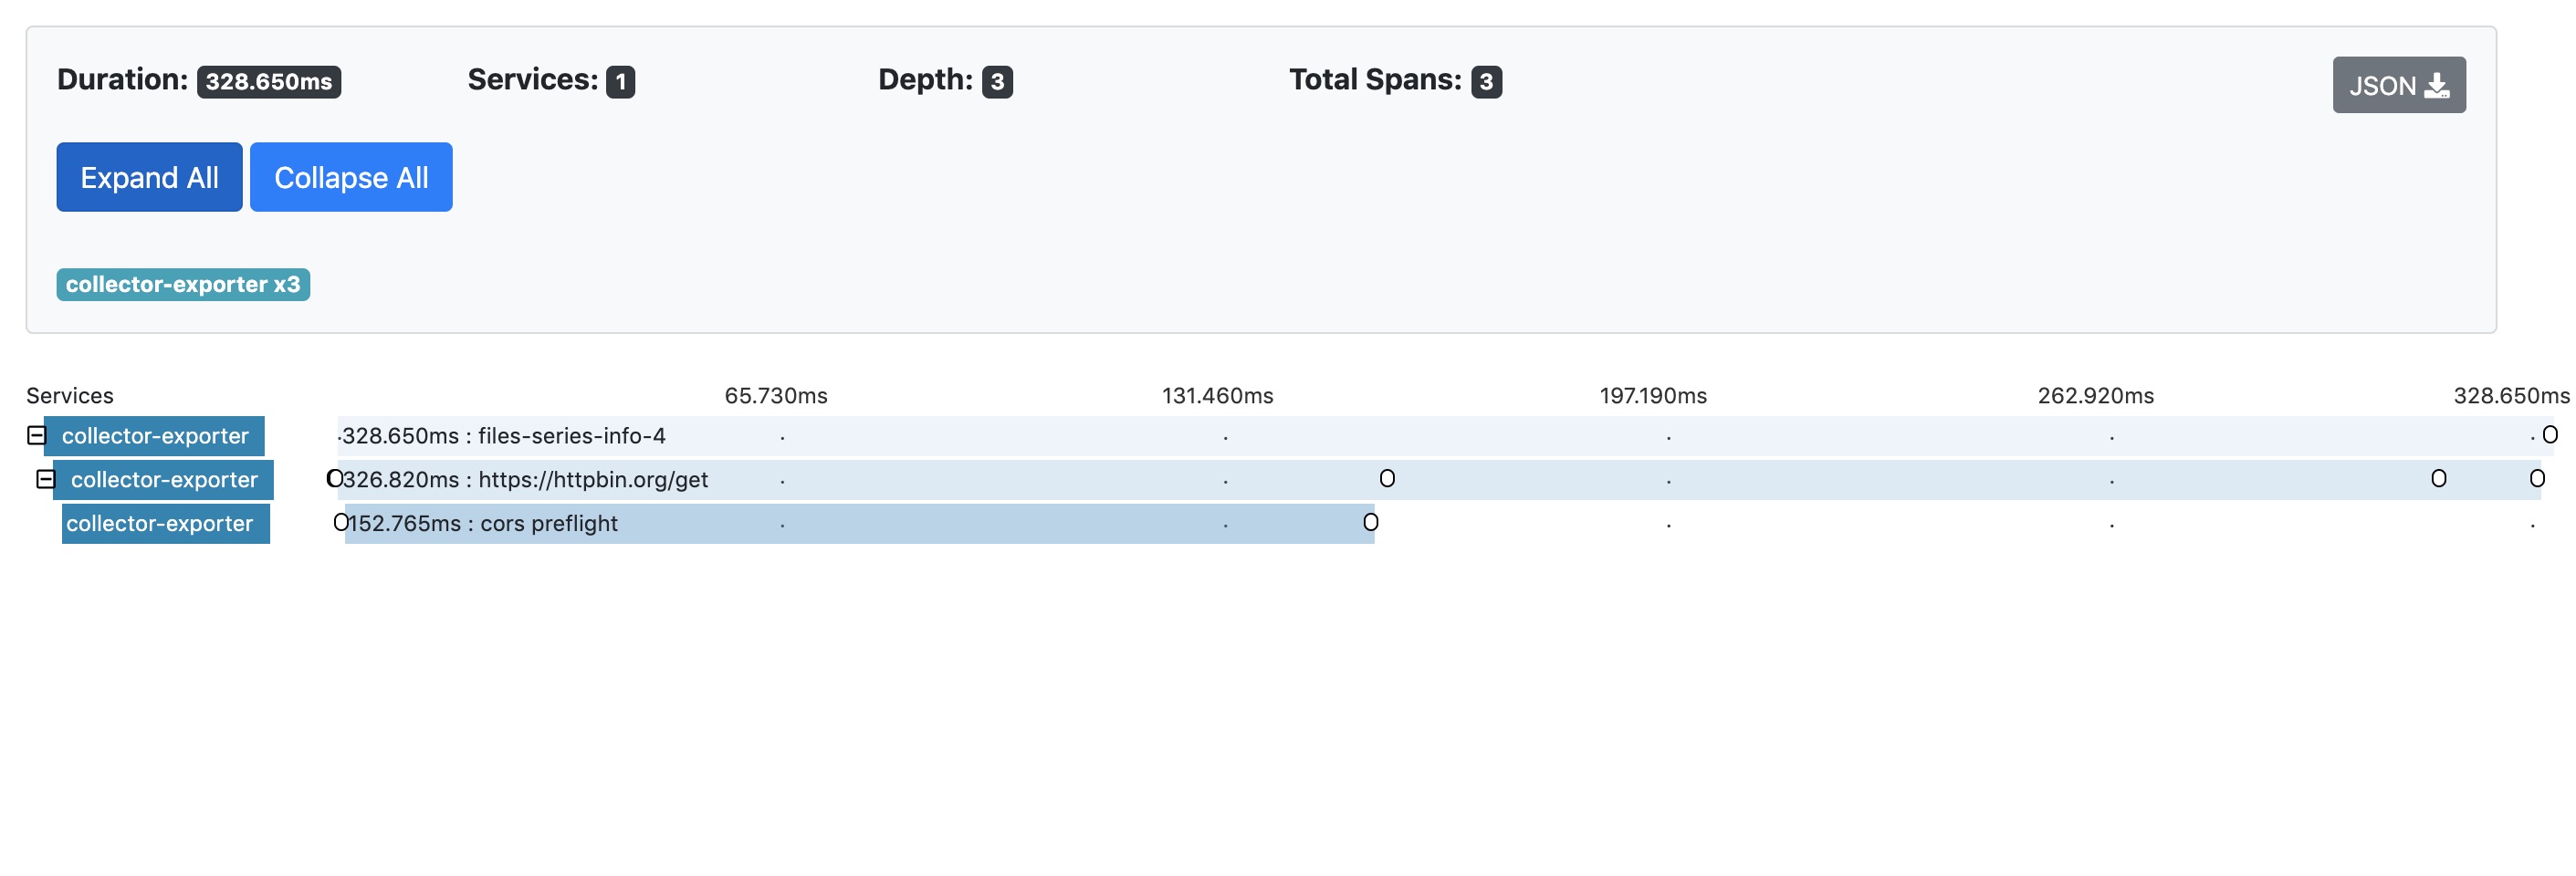 Duration: 328.650ms Services: 1 Depth: 3 Total Spans: 3 JSON
Expand All Collapse All
collector-exporter x3
Services 65.730ms 131.460ms 197.190ms 262.920ms 328.650ms
collector-exporter 328.650ms : files-series-info-4
collector-exporter 326.820ms : https://httpbin.org/get
collector-exporter 152.765ms : cors preflight